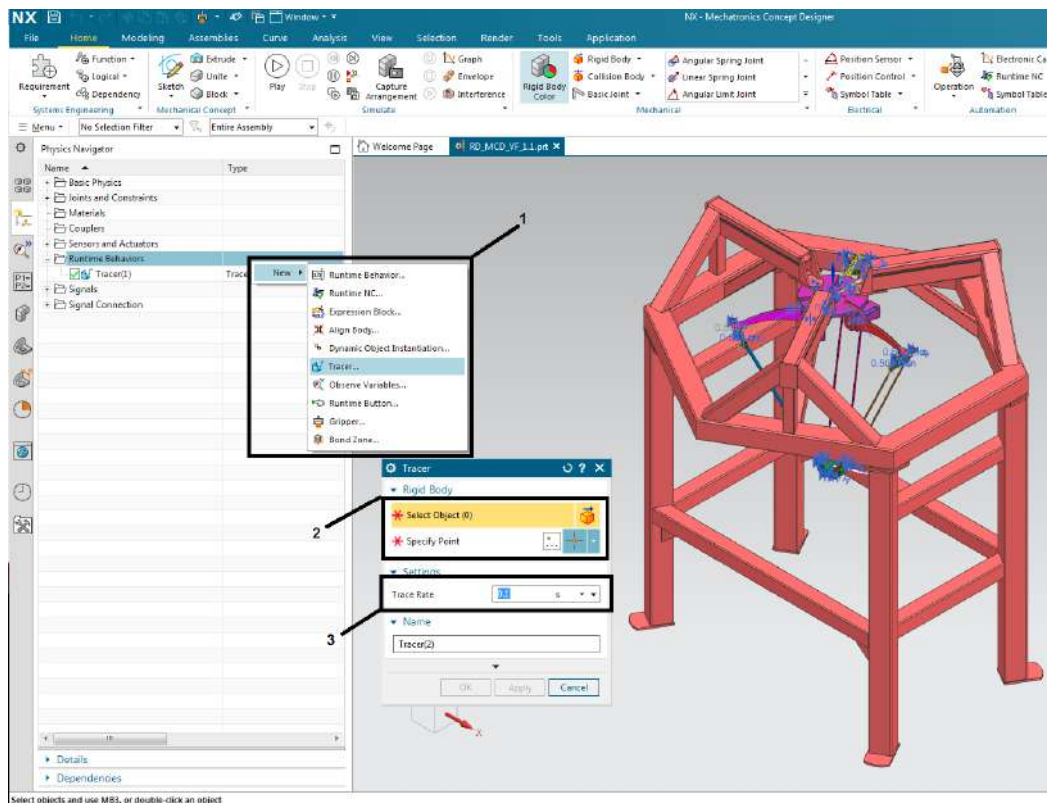 NX Window NX - Mechatronics Concept Designer
File Home Modeling Assemblies Curve Analysis View Selection Render Tools Application
Requirement
Function
Logical
Dependency
Systems Engineering
Sketch
Extrude
Unite
Block
Mechanical Concept
Play Stop
Capture Arrangement
Graph
Envelope
Interference
Simulate
Rigid Body Color
Rigid Body
Collision Body
Basic Joint
Angular Spring Joint
Linear Spring Joint
Angular Limit Joint
Mechanical
Position Sensor
Position Control
Symbol Table
Electrical
Operation
Electronic Ca
Runtime NC
Symbol Table
Automation
Menu No Selection Filter Entire Assembly
Physics Navigator
Welcome Page RD_MCD_VF_1.1.prt
Name Type
Basic Physics
Joints and Constraints
Materials
Couplers
Sensors and Actuators
Runtime Behaviors
Tracer(1) Trace
Signals
Signal Connection
1
New
Runtime Behavior...
Runtime NC...
Expression Block...
Align Body...
Dynamic Object Instantiation...
Tracer...
Observe Variables...
Runtime Button...
Gripper...
Bond Zone...
Tracer
Rigid Body
2
Select Object (0)
Specify Point
Settings
3
Trace Rate 0.1 s
Name
Tracer(2)
OK Apply Cancel
X
Details
Dependencies
Select objects and use MB3, or double-click an object